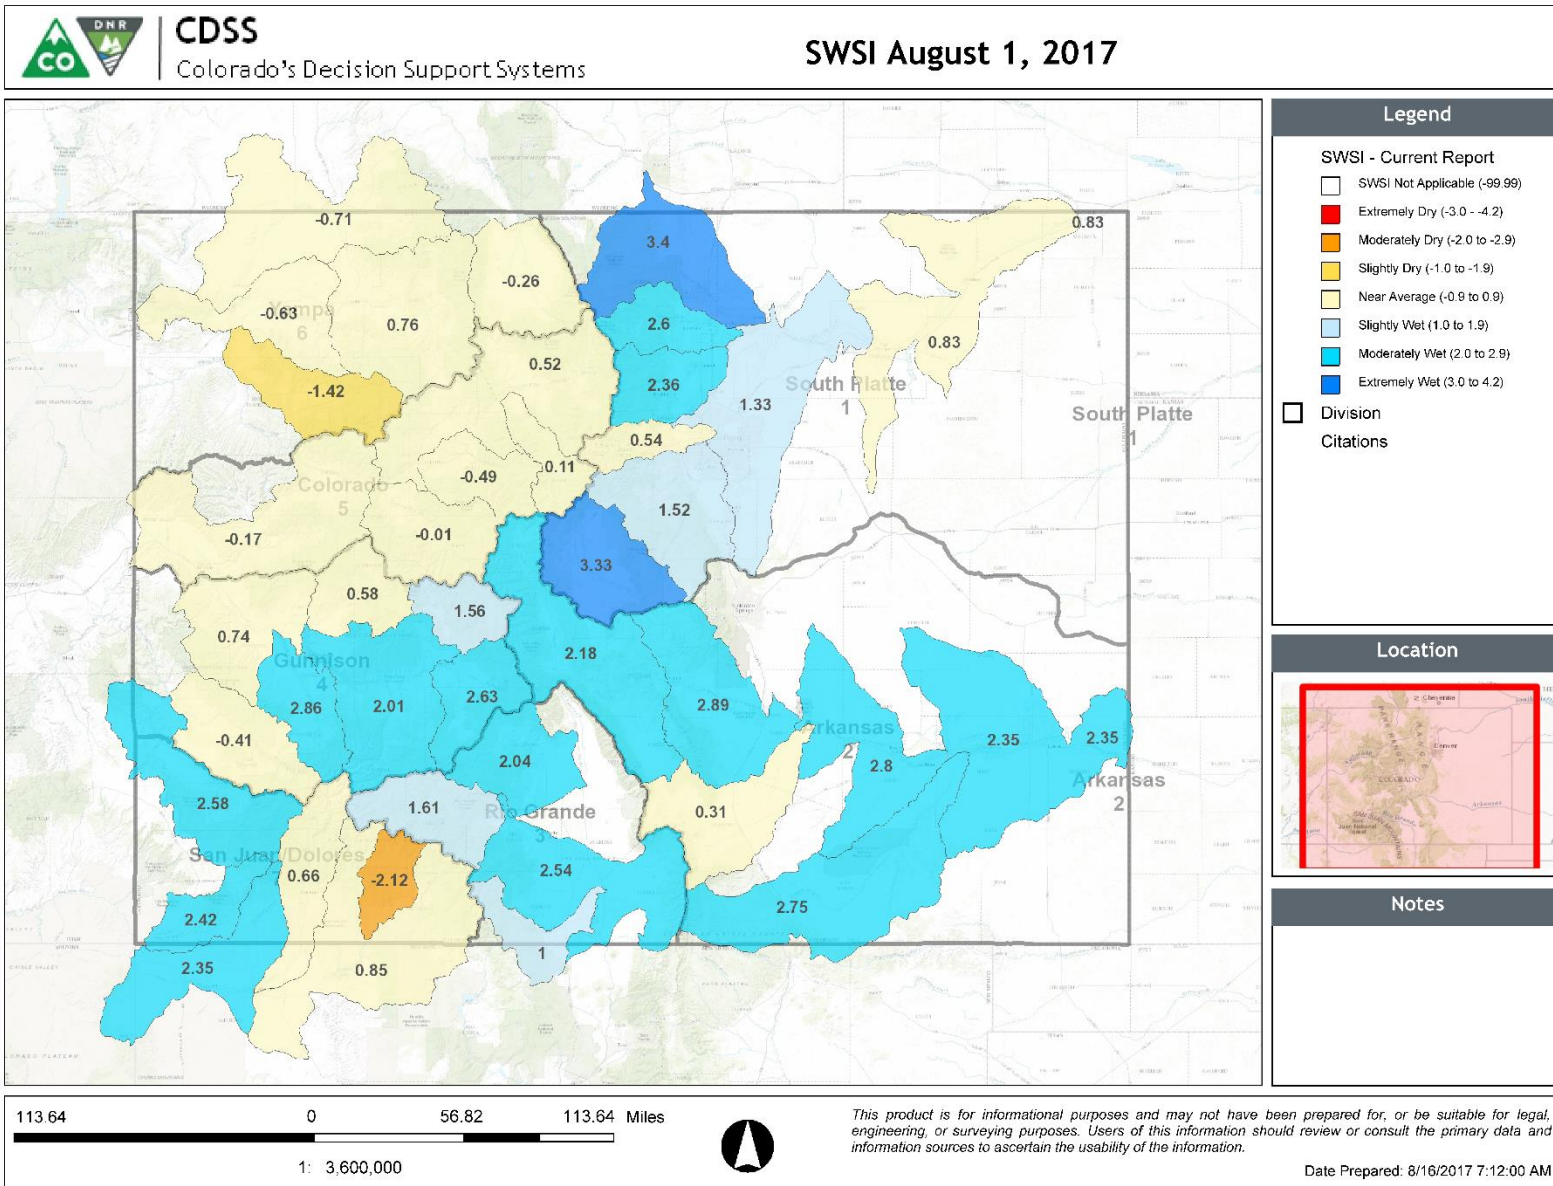 DNR
CO
CDSS
Colorado's Decision Support Systems
SWSI August 1, 2017
-0.71
0.83
3.4
-0.26
-0.63
Yampa
6
0.76
2.6
0.83
0.52
2.36
-1.42
South Platte
1
1.33
South Platte
1
0.54
0.11
-0.49
Colorado
5
1.52
-0.17
-0.01
3.33
0.58
1.56
0.74
2.18
Gunnison
4
2.63
2.86
2.01
2.89
-0.41
Arkansas
2
2.35
2.35
2.04
2.8
Arkansas
2
2.58
1.61
Rio Grande
3
0.31
San Juan/Dolores
0.66
-2.12
2.54
2.42
2.75
2.35
0.85
1
Legend
SWSI - Current Report
SWSI Not Applicable (-99.99)
Extremely Dry (-3.0 - -4.2)
Moderately Dry (-2.0 to -2.9)
Slightly Dry (-1.0 to -1.9)
Near Average (-0.9 to 0.9)
Slightly Wet (1.0 to 1.9)
Moderately Wet (2.0 to 2.9)
Extremely Wet (3.0 to 4.2)
Division
Citations
Location
Cheyenne
Denver
COLORADO
Arkansas
Notes
113.64 0 56.82 113.64 Miles
1: 3,600,000
This product is for informational purposes and may not have been prepared for, or be suitable for legal,
engineering, or surveying purposes. Users of this information should review or consult the primary data and
information sources to ascertain the usability of the information.
Date Prepared: 8/16/2017 7:12:00 AM